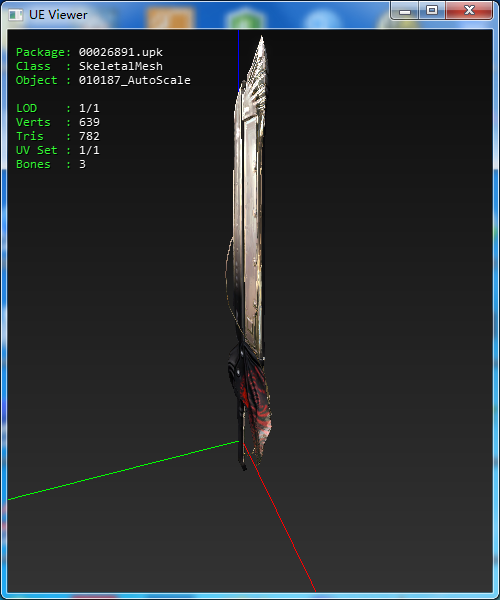 UE Viewer
Package: 00026891.upk
Class  : SkeletalMesh
Object : 010187_AutoScale
LOD    : 1/1
Verts  : 639
Tris   : 782
UV Set : 1/1
Bones  : 3